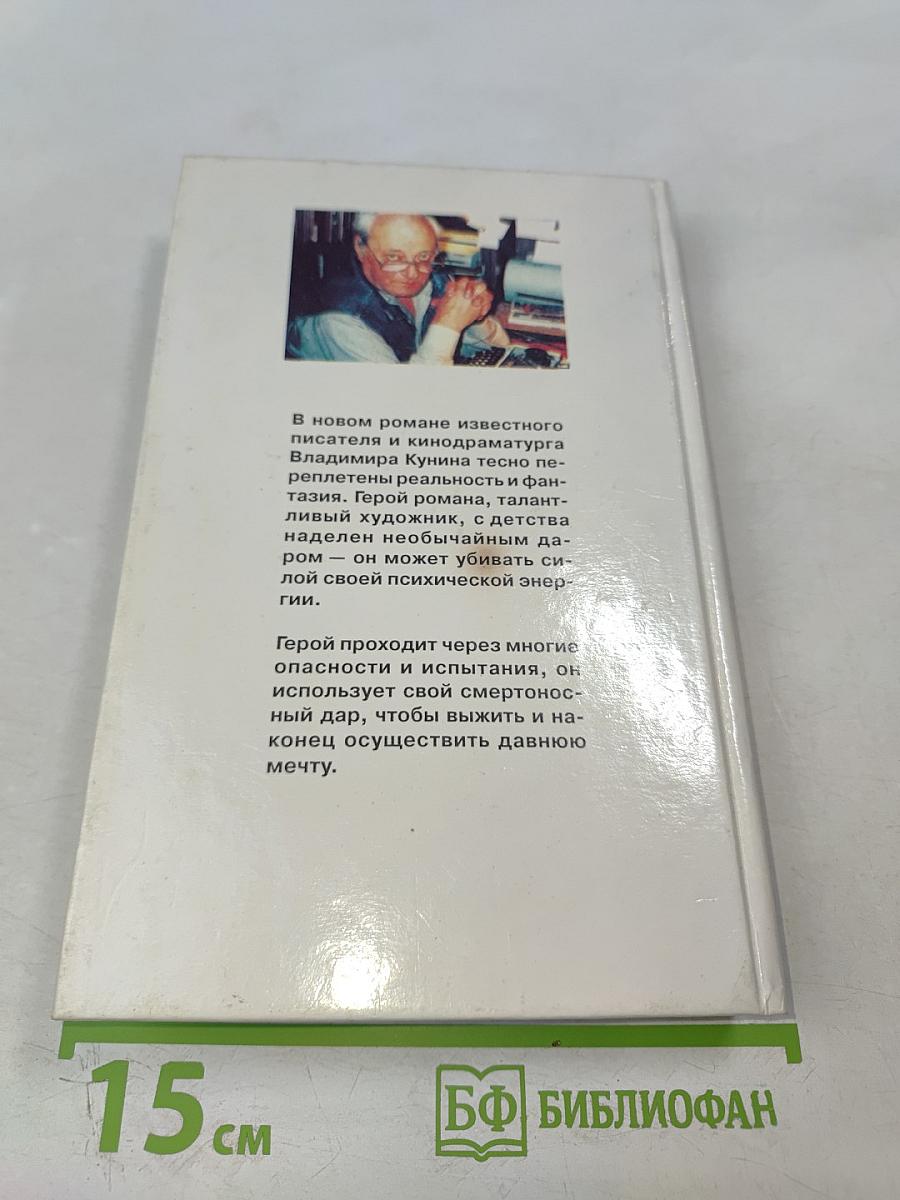 В новом романе известного
писателя и кинодраматурга
Владимира Кунина тесно пе-
реплетены реальность и фан-
тазия. Герой романа, талант-
ливый художник, с детства
наделен необычайным да-
ром — он может убивать си-
лой своей психической энер-
гии.
Герой проходит через многие
опасности и испытания, он
использует свой смертонос-
ный дар, чтобы выжить и на-
конец осуществить давнюю
мечту.
15 см
БФ БИБЛИОФАН